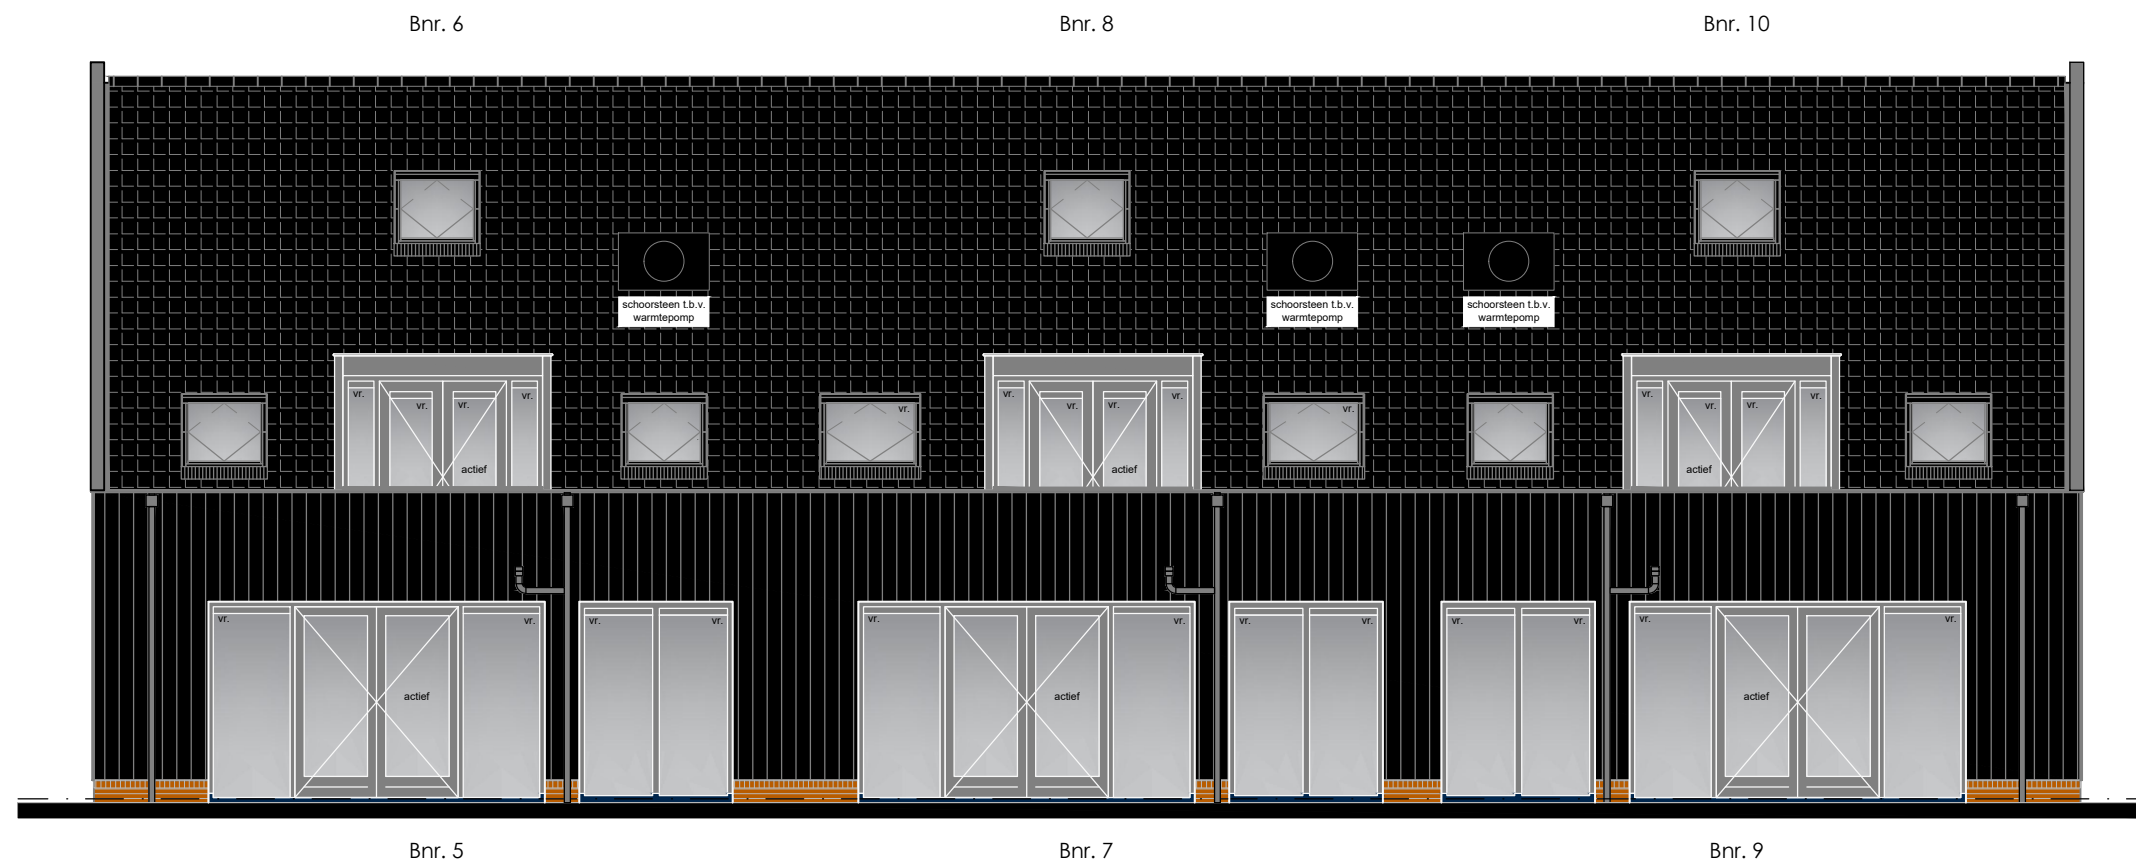 Bnr. 6 Bnr. 8 Bnr. 10
schoorsteen t.b.v. schoorsteen t.b.v. schoorsteen t.b.v.
warmtepomp warmtepomp warmtepomp
vr. vr. vr. vr. vr. vr. vr. vr. vr. vr. vr. vr. vr. vr.
actief actief actief
vr. vr. vr. vr. vr. vr. vr. vr. vr. vr. vr. vr.
actief actief actief
Bnr. 5 Bnr. 7 Bnr. 9